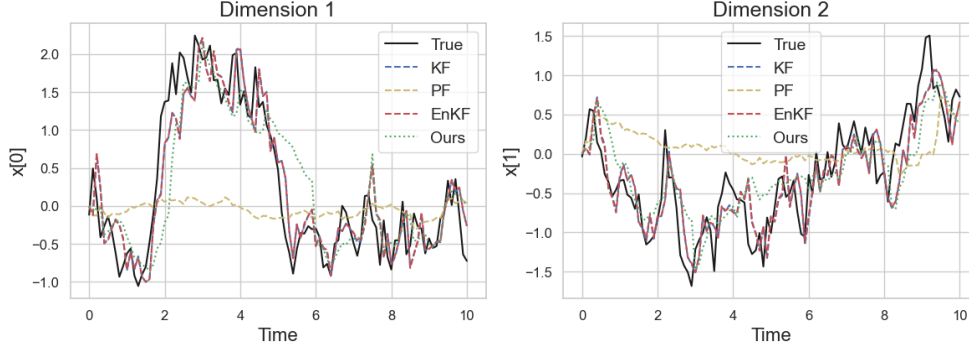 Dimension 1
x[0]
2.0
1.5
1.0
0.5
0.0
−0.5
−1.0
True
KF
PF
EnKF
Ours
0 2 4 6 8 10
Time
Dimension 2
x[1]
1.5
1.0
0.5
0.0
−0.5
−1.0
−1.5
True
KF
PF
EnKF
Ours
0 2 4 6 8 10
Time